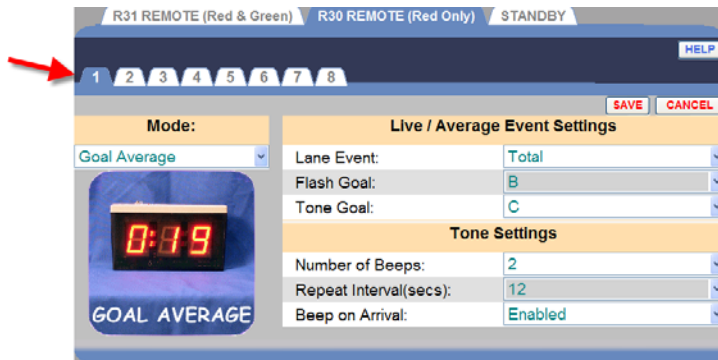 R31 REMOTE (Red & Green) R30 REMOTE (Red Only) STANDBY
HELP
1 2 3 4 5 6 7 8
SAVE CANCEL
Mode: Live / Average Event Settings
Goal Average Lane Event: Total
Flash Goal: B
Tone Goal: C
Tone Settings
0:19 Number of Beeps: 2
Repeat Interval(secs): 12
GOAL AVERAGE Beep on Arrival: Enabled